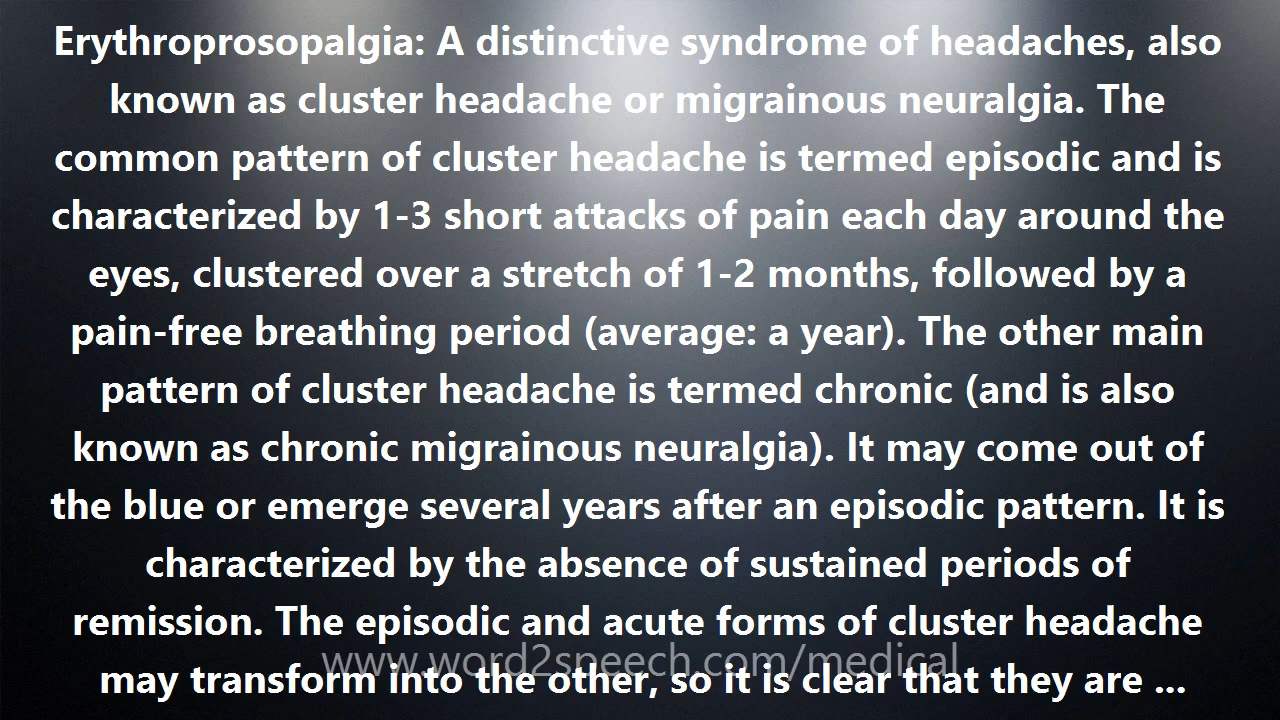 Erythroprosopalgia: A distinctive syndrome of headaches, also
known as cluster headache or migrainous neuralgia. The
common pattern of cluster headache is termed episodic and is
characterized by 1-3 short attacks of pain each day around the
eyes, clustered over a stretch of 1-2 months, followed by a
pain-free breathing period (average: a year). The other main
pattern of cluster headache is termed chronic (and is also
known as chronic migrainous neuralgia). It may come out of
the blue or emerge several years after an episodic pattern. It is
characterized by the absence of sustained periods of
remission. The episodic and acute forms of cluster headache
www.word2speech.com/medical
may transform into the other, so it is clear that they are ...